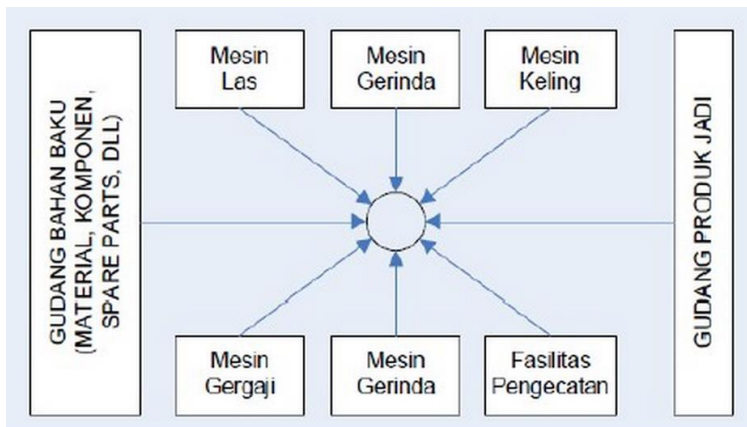 GUDANG BAHAN BAKU
(MATERIAL, KOMPONEN,
SPARE PARTS, DLL)
Mesin
Las
Mesin
Gerinda
Mesin
Keling
Mesin
Gergaji
Mesin
Gerinda
Fasilitas
Pengecatan
GUDANG PRODUK JADI